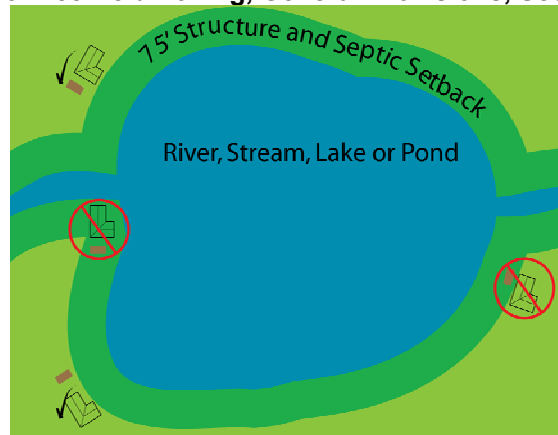 75' Structure and Septic Setback
River, Stream, Lake or Pond